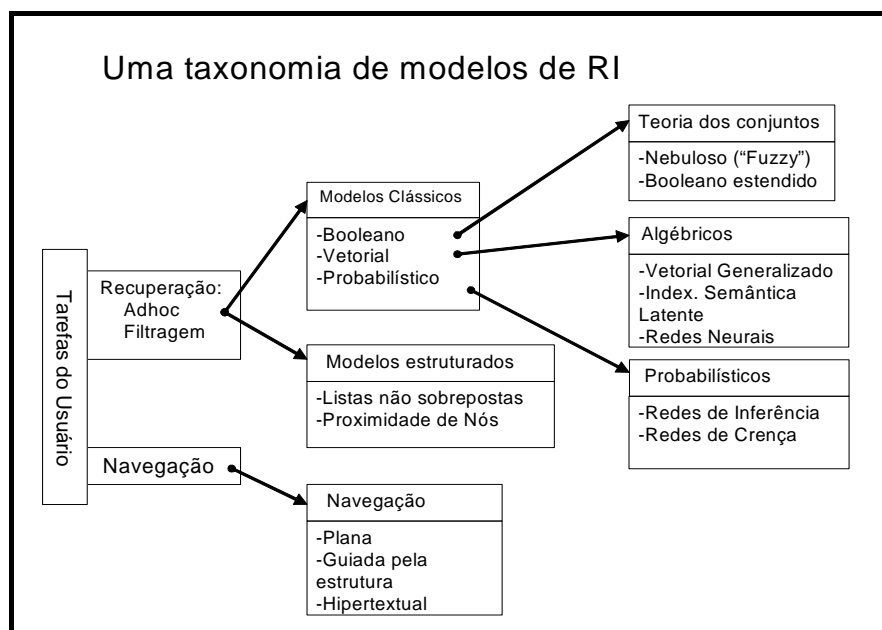 Uma taxonomia de modelos de RI
Tarefas do Usuário
Recuperação:
Adhoc
Filtragem
Navegação
Modelos Clássicos
-Booleano
-Vetorial
-Probabilístico
Modelos estruturados
-Listas não sobrepostas
-Proximidade de Nós
Navegação
-Plana
-Guiada pela
estrutura
-Hipertextual
Teoria dos conjuntos
-Nebuloso (“Fuzzy”)
-Booleano estendido
Algébricos
-Vetorial Generalizado
-Index. Semântica
Latente
-Redes Neurais
Probabilísticos
-Redes de Inferência
-Redes de Crença